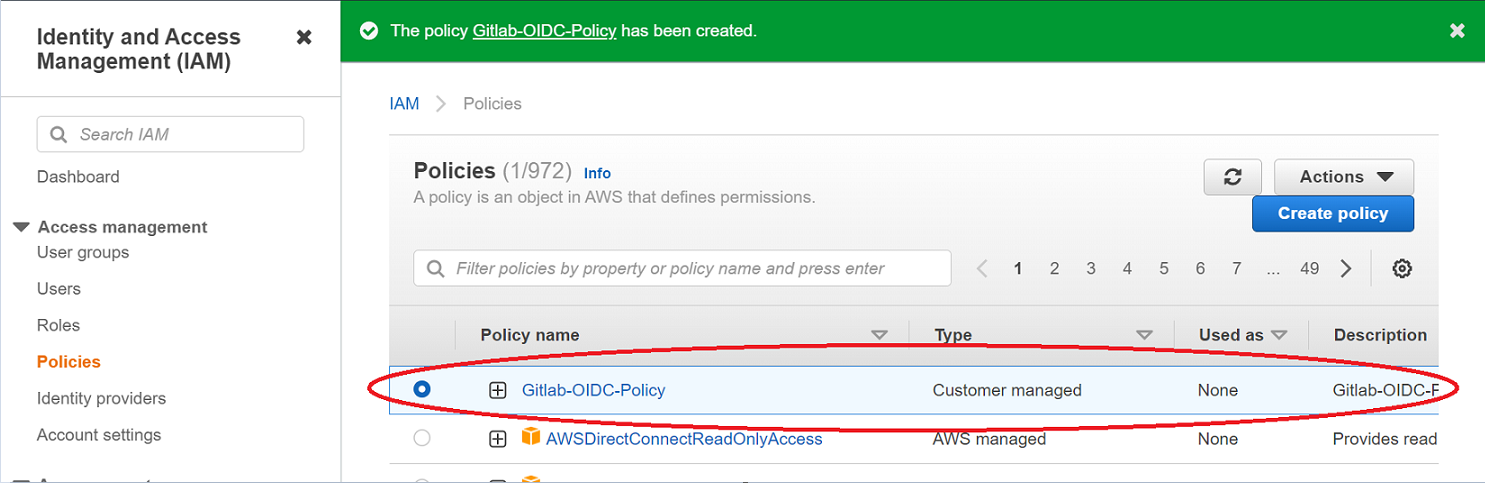 Identity and Access
Management (IAM)
Search IAM
Dashboard
Access management
User groups
Users
Roles
Policies
Identity providers
Account settings
The policy Gitlab-OIDC-Policy has been created.
IAM > Policies
Policies (1/972) Info
A policy is an object in AWS that defines permissions.
Actions
Create policy
Filter policies by property or policy name and press enter
1 2 3 4 5 6 7 ... 49
Policy name Type Used as Description
Gitlab-OIDC-Policy Customer managed None Gitlab-OIDC-P
AWSDirectConnectReadOnlyAccess AWS managed None Provides read